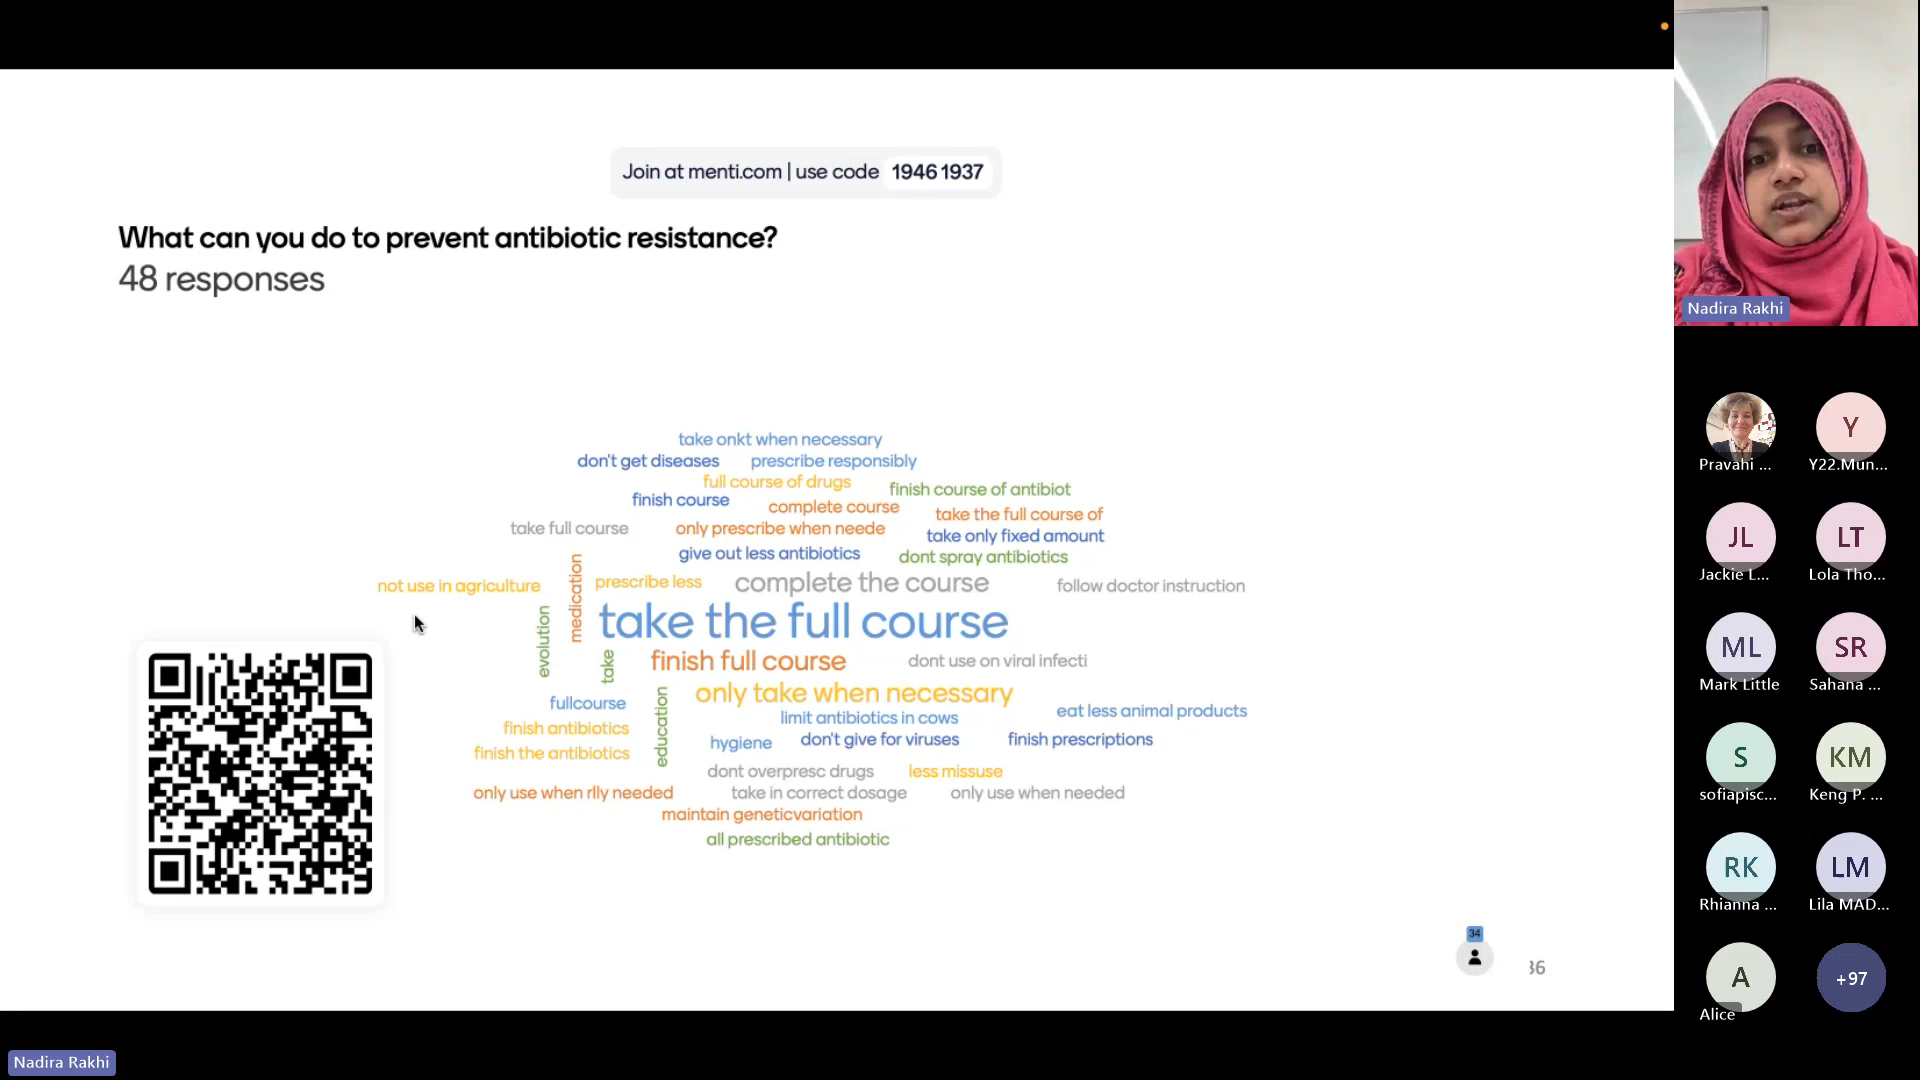 Join at menti.com | use code 1946 1937
What can you do to prevent antibiotic resistance?
48 responses
take onkt when necessary
don't get diseases
prescribe responsibly
full course of drugs
finish course of antibiot
finish course
complete course
take the full course of
take full course
only prescribe when neede
take only fixed amount
give out less antibiotics
dont spray antibiotics
not use in agriculture
medication
prescribe less
complete the course
follow doctor instruction
evolution
take the full course
take
finish full course
dont use on viral infecti
only take when necessary
fullcourse
education
limit antibiotics in cows
eat less animal products
finish antibiotics
hygiene
don't give for viruses
finish prescriptions
finish the antibiotics
dont overpresc drugs
less missuse
only use when rlly needed
take in correct dosage
only use when needed
maintain geneticvariation
all prescribed antibiotic
34
36
Nadira Rakhi
Pravahi ...
Y
Y22.Mun...
JL
Jackie L...
LT
Lola Tho...
ML
Mark Little
SR
Sahana ...
S
sofiapisc...
KM
Keng P. ...
RK
Rhianna ...
LM
Lila MAD...
A
Alice
+97
Nadira Rakhi